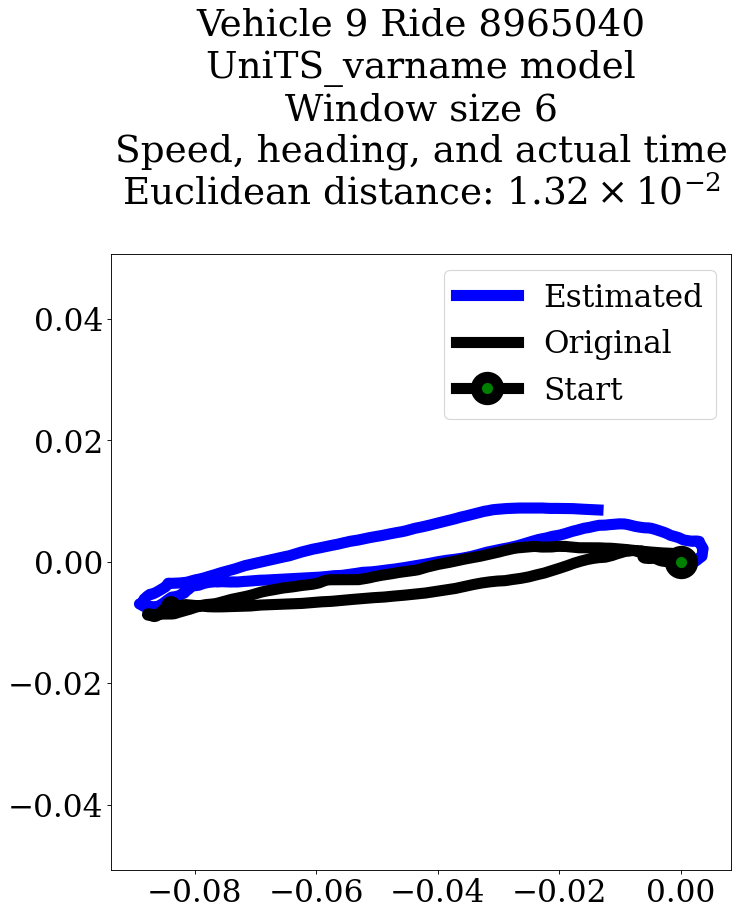 Vehicle 9 Ride 8965040
UniTS_varname model
Window size 6
Speed, heading, and actual time
Euclidean distance: 1.32 × 10⁻²
Estimated
Original
Start
0.04
0.02
0.00
−0.02
−0.04
−0.08 −0.06 −0.04 −0.02 0.00